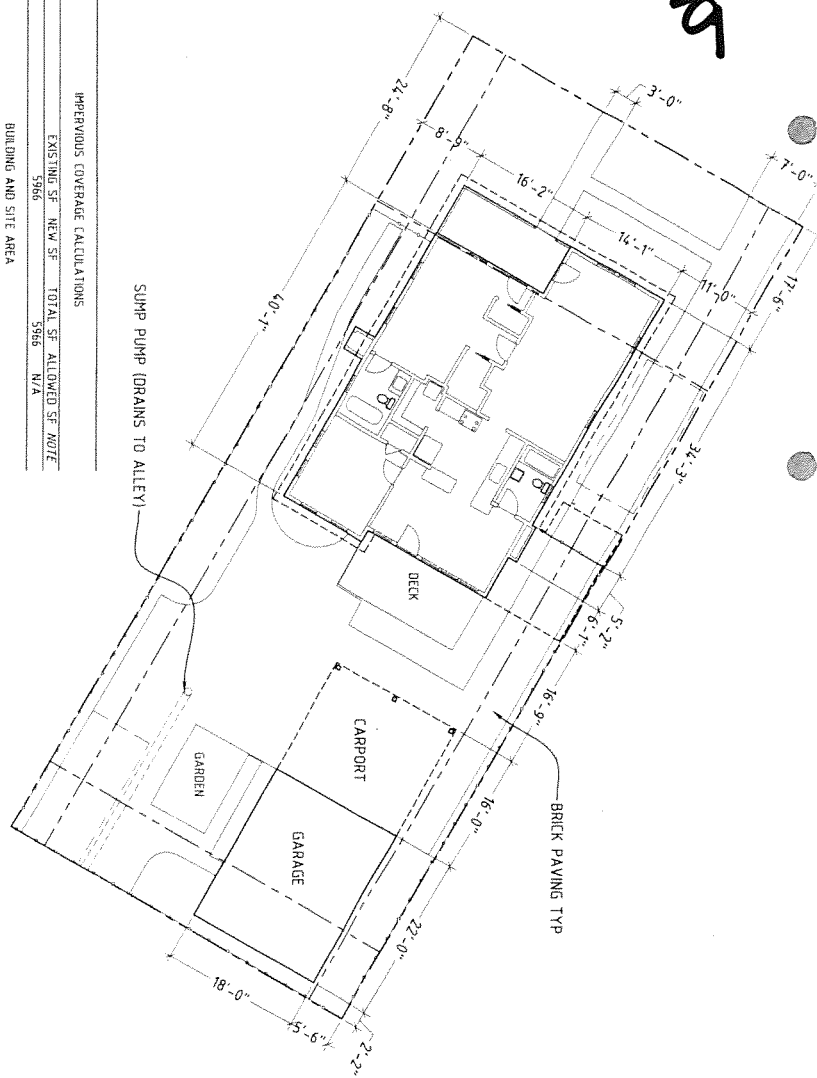 24'-8"
8'-9"
16'-2"
3'-0"
14'-1"
11'-0"
7'-0"
17'-6"
34'-3"
40'-1"
5'-2"
6'-1"
16'-9"
16'-0"
22'-0"
2'-2"
5'-6"
18'-0"
DECK
CARPORT
GARAGE
GARDEN
BRICK PAVING TYP
SUMP PUMP (DRAINS TO ALLEY)
IMPERVIOUS COVERAGE CALCULATIONS
EXISTING SF NEW SF TOTAL SF ALLOWED SF NOTE
5966 5966 N/A
BUILDING AND SITE AREA